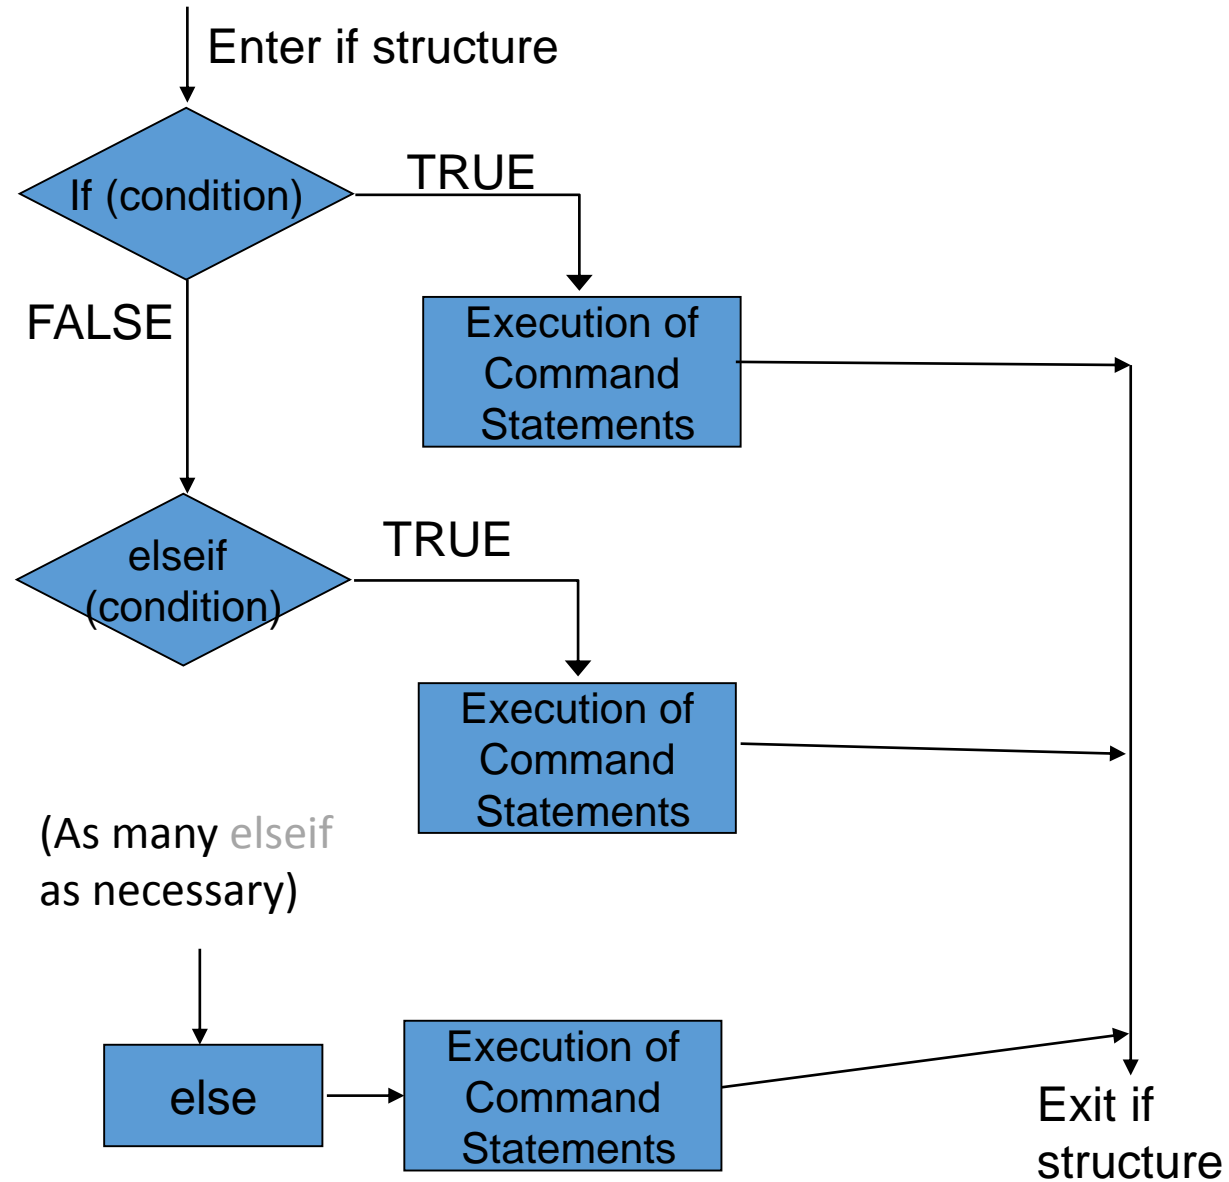 Enter if structure
If (condition)
TRUE
FALSE
Execution of
Command
Statements
elseif
(condition)
TRUE
Execution of
Command
Statements
(As many elseif
as necessary)
else
Execution of
Command
Statements
Exit if
structure